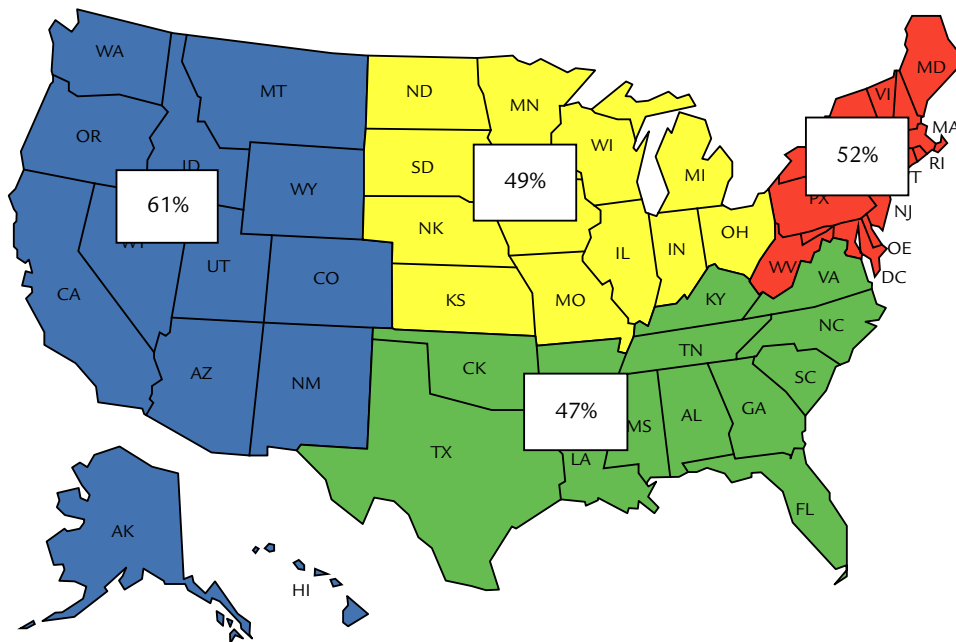 WA
MT
ND
MN
MD
VI
OR
ID
WY
SD
WI
MI
MA
RI
T
52%
61%
49%
PX
NJ
NK
OH
OE
UT
CO
IL
IN
WV
DC
CA
KS
MO
KY
VA
NC
TN
AZ
NM
CK
SC
47%
MS
AL
GA
TX
LA
FL
AK
HI